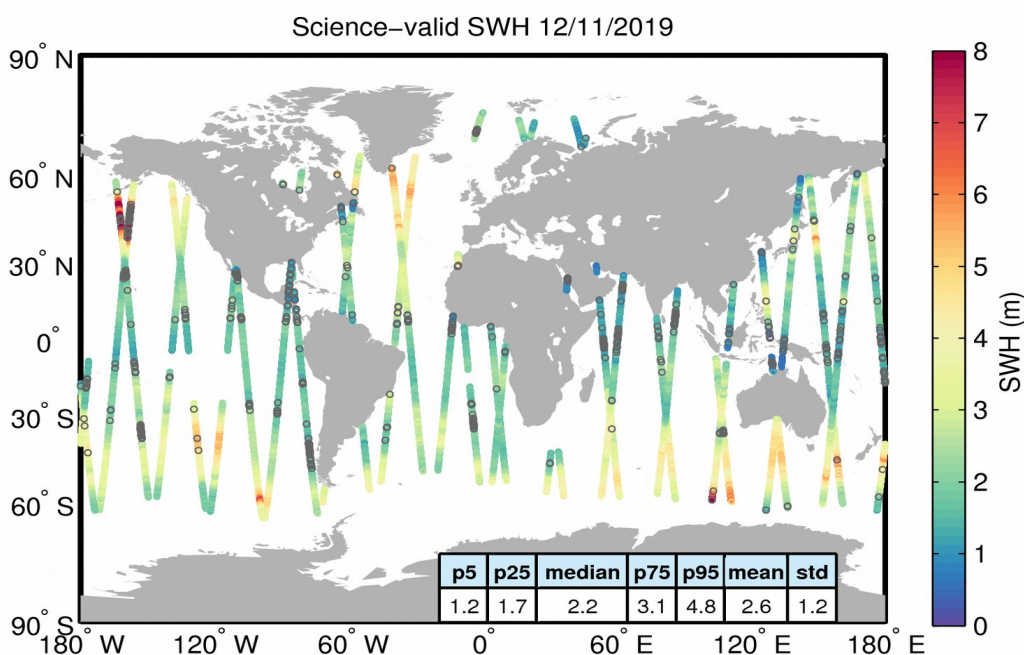 Science−valid SWH 12/11/2019
90° N
60° N
30° N
0°
30° S
60° S
90° S
180° W
120° W
60° W
0°
60° E
120° E
180° E
p5 p25 median p75 p95 mean std
1.2 1.7 2.2 3.1 4.8 2.6 1.2
8
7
6
5
4
3
2
1
0
SWH (m)